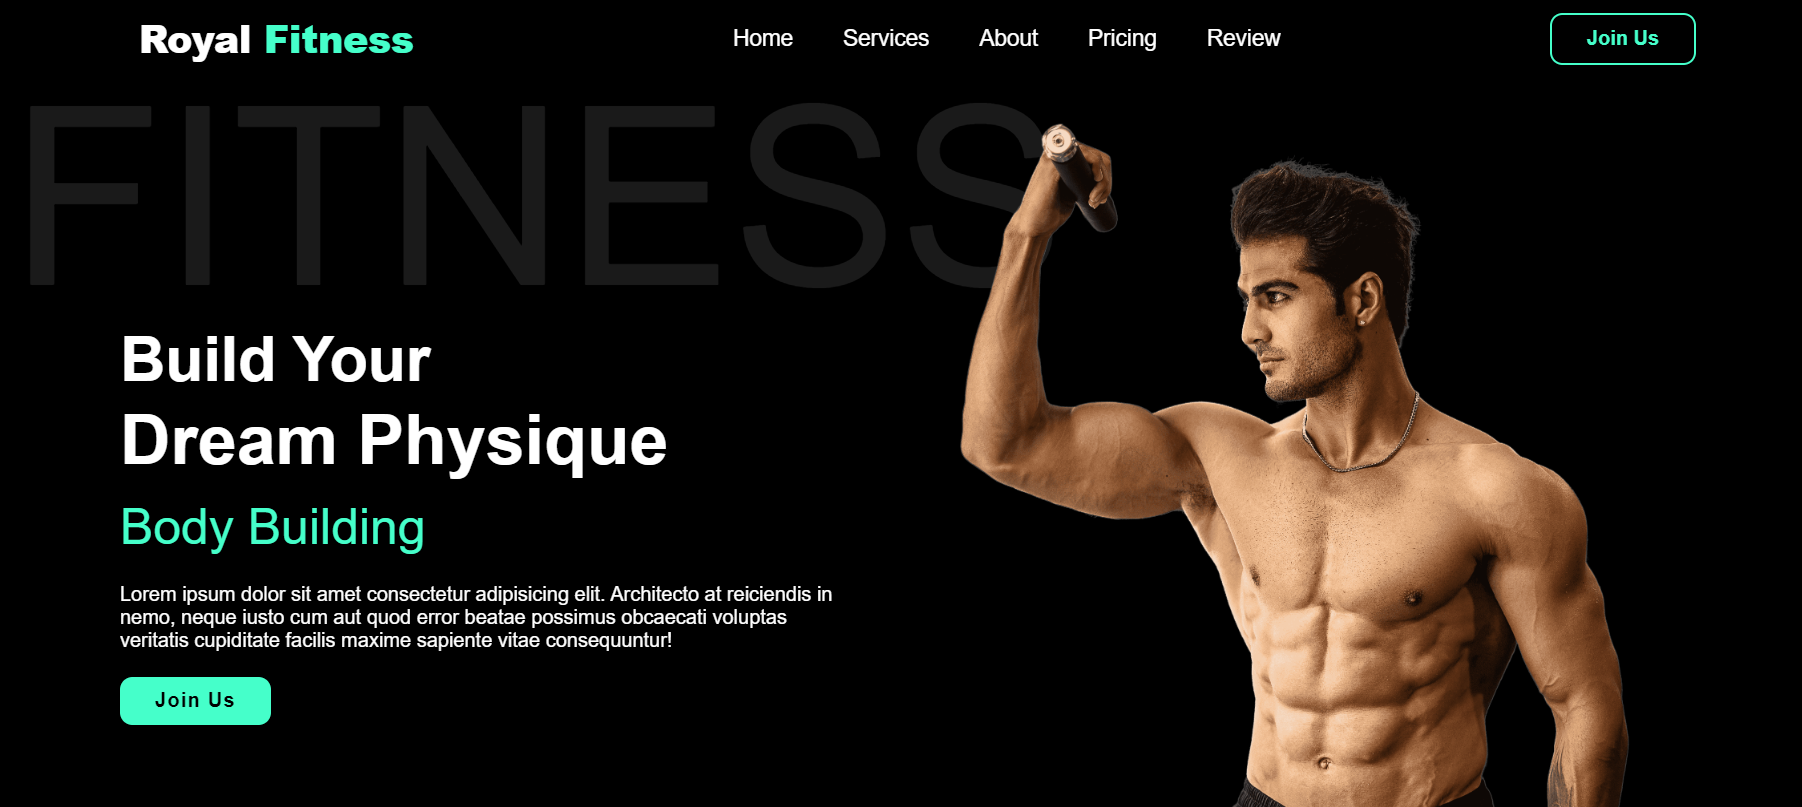 Royal Fitness
Home Services About Pricing Review
Join Us
FITNESS
Build Your
Dream Physique
Body Building
Lorem ipsum dolor sit amet consectetur adipisicing elit. Architecto at reiciendis in
nemo, neque iusto cum aut quod error beatae possimus obcaecati voluptas
veritatis cupiditate facilis maxime sapiente vitae consequuntur!
Join Us